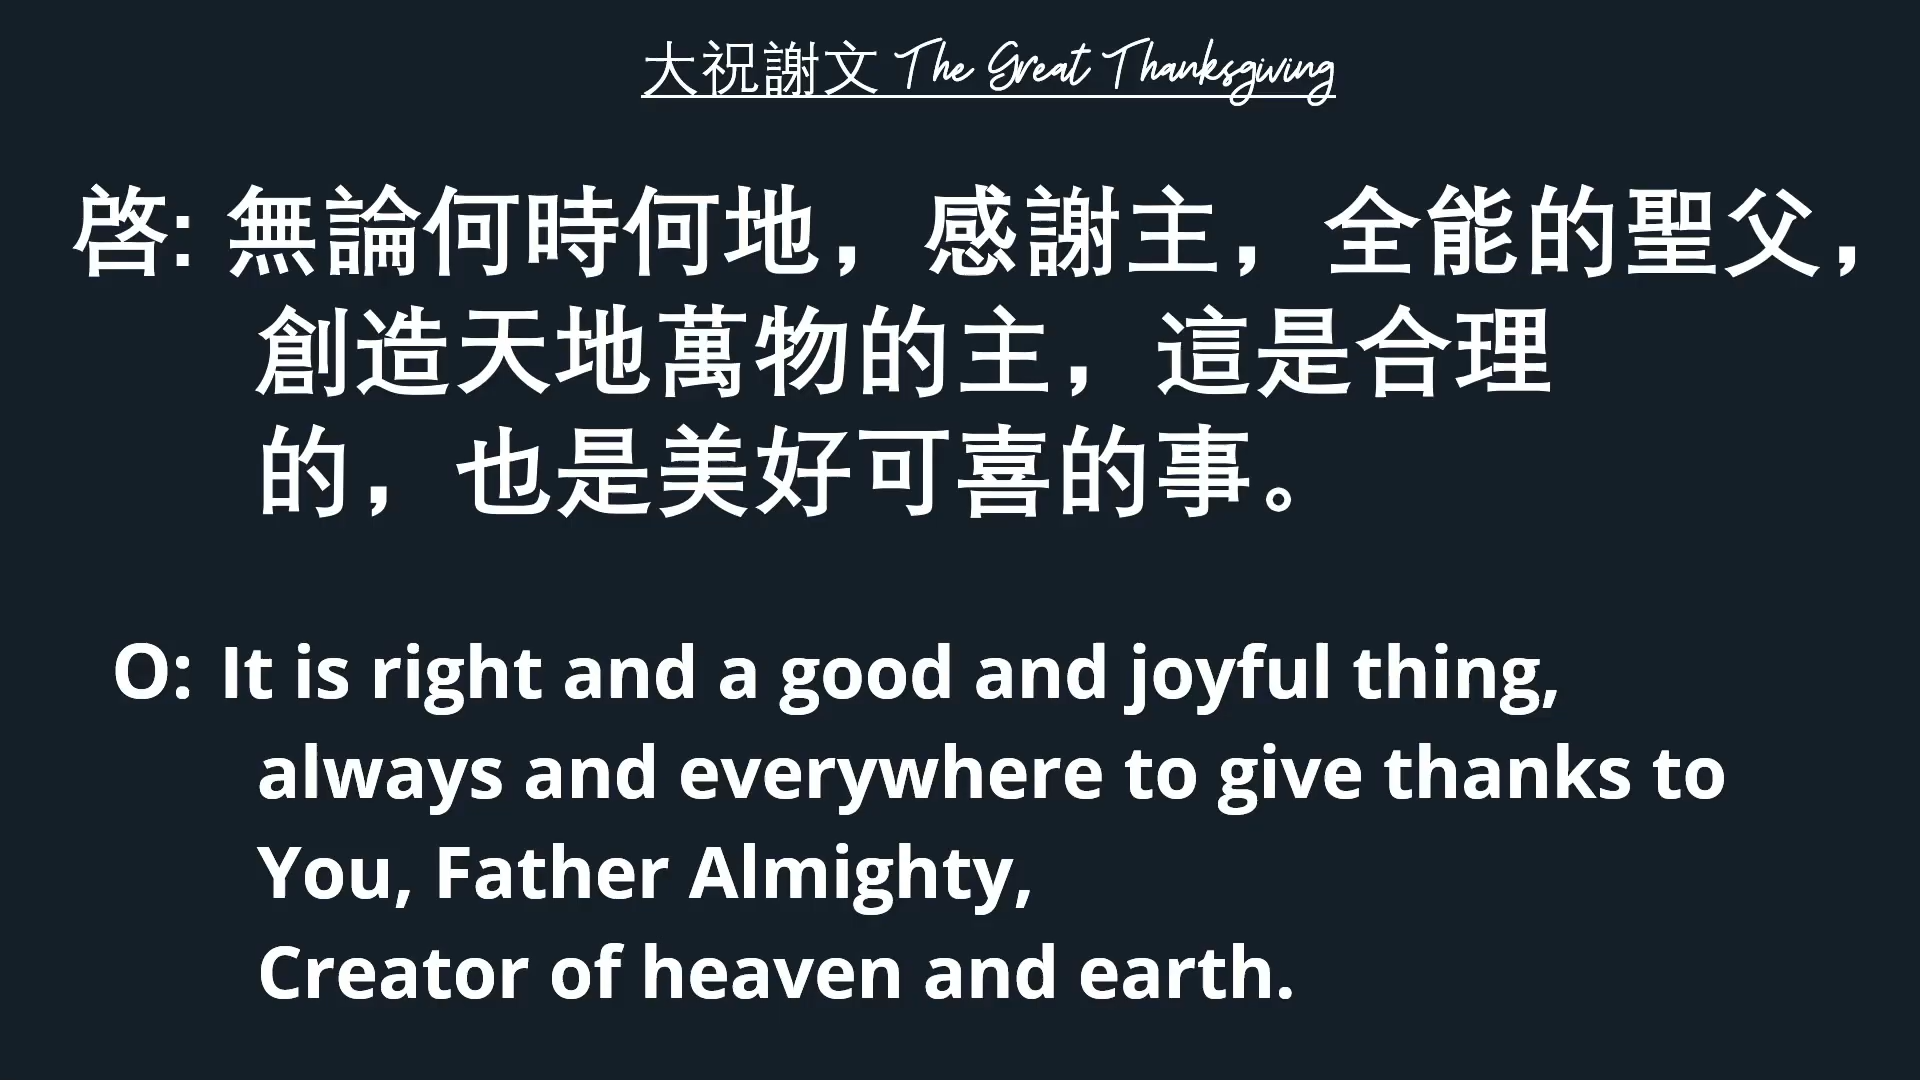 大祝謝文 The Great Thanksgiving
啓: 無論何時何地，感謝主，全能的聖父，
創造天地萬物的主，這是合理
的，也是美好可喜的事。
O: It is right and a good and joyful thing,
always and everywhere to give thanks to
You, Father Almighty,
Creator of heaven and earth.